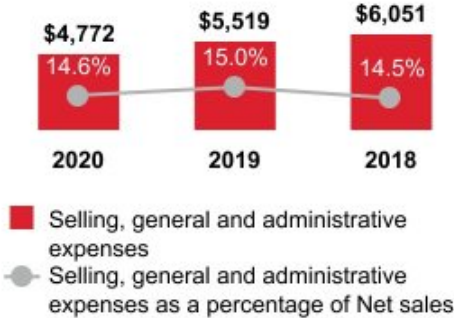 $4,772 $5,519 $6,051
14.6% 15.0% 14.5%
2020 2019 2018
Selling, general and administrative
expenses
Selling, general and administrative
expenses as a percentage of Net sales